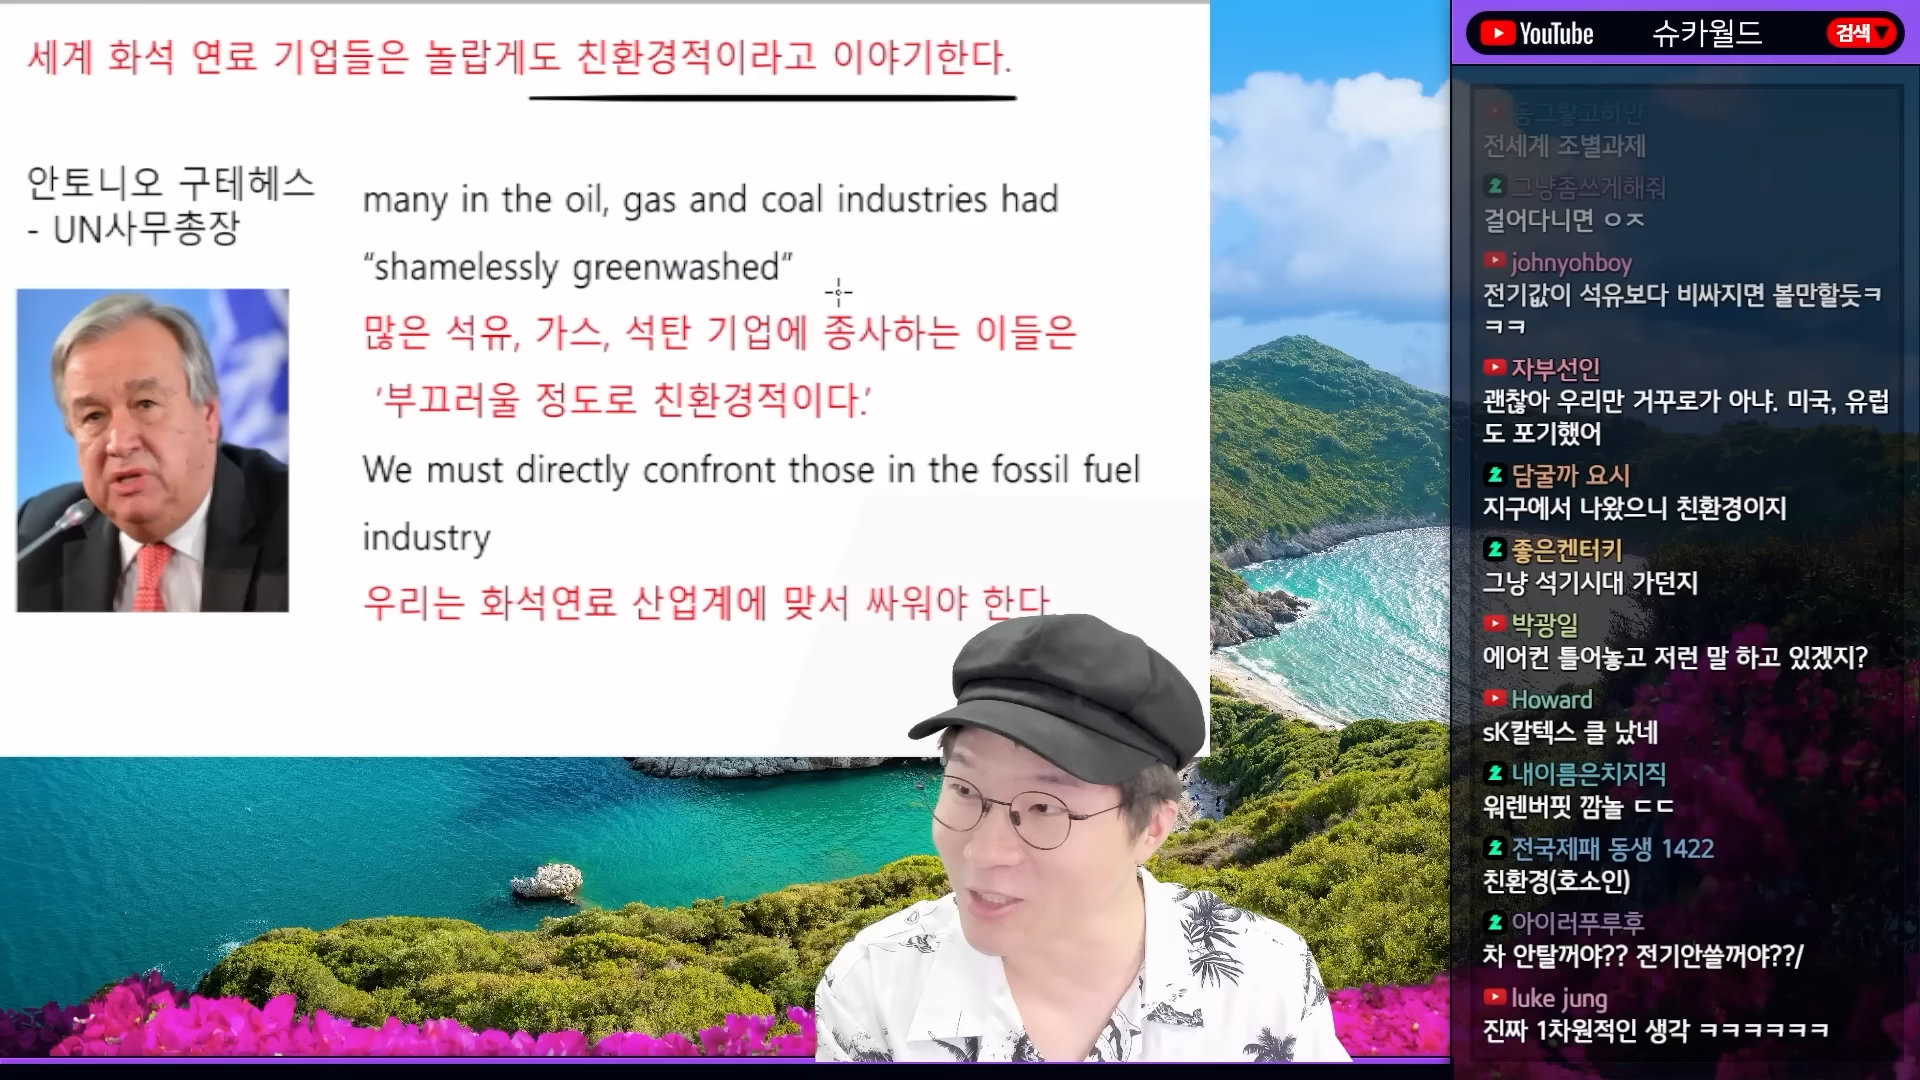 세계 화석 연료 기업들은 놀랍게도 친환경적이라고 이야기한다.
안토니오 구테헤스
- UN사무총장
many in the oil, gas and coal industries had
“shamelessly greenwashed”
많은 석유, 가스, 석탄 기업에 종사하는 이들은
‘부끄러울 정도로 친환경적이다.’
We must directly confront those in the fossil fuel
industry
우리는 화석연료 산업계에 맞서 싸워야 한다
YouTube 슈카월드 검색
동그랗고하얀
전세계 조별과제
그냥좀쓰게해줘
걸어다니면 ㅇㅈ
johnyohboy
전기값이 석유보다 비싸지면 볼만할듯ㅋ
ㅋㅋ
자부선인
괜찮아 우리만 거꾸로가 아냐. 미국, 유럽
도 포기했어
담굴까 요시
지구에서 나왔으니 친환경이지
좋은켄터키
그냥 석기시대 가던지
박광일
에어컨 틀어놓고 저런 말 하고 있겠지?
Howard
sK칼텍스 클 났네
내이름은치지직
워렌버핏 깜놀 ㄷㄷ
전국제패 동생 1422
친환경(호소인)
아이러푸루후
차 안탈꺼야?? 전기안쓸꺼야??/
luke jung
진짜 1차원적인 생각 ㅋㅋㅋㅋㅋㅋ